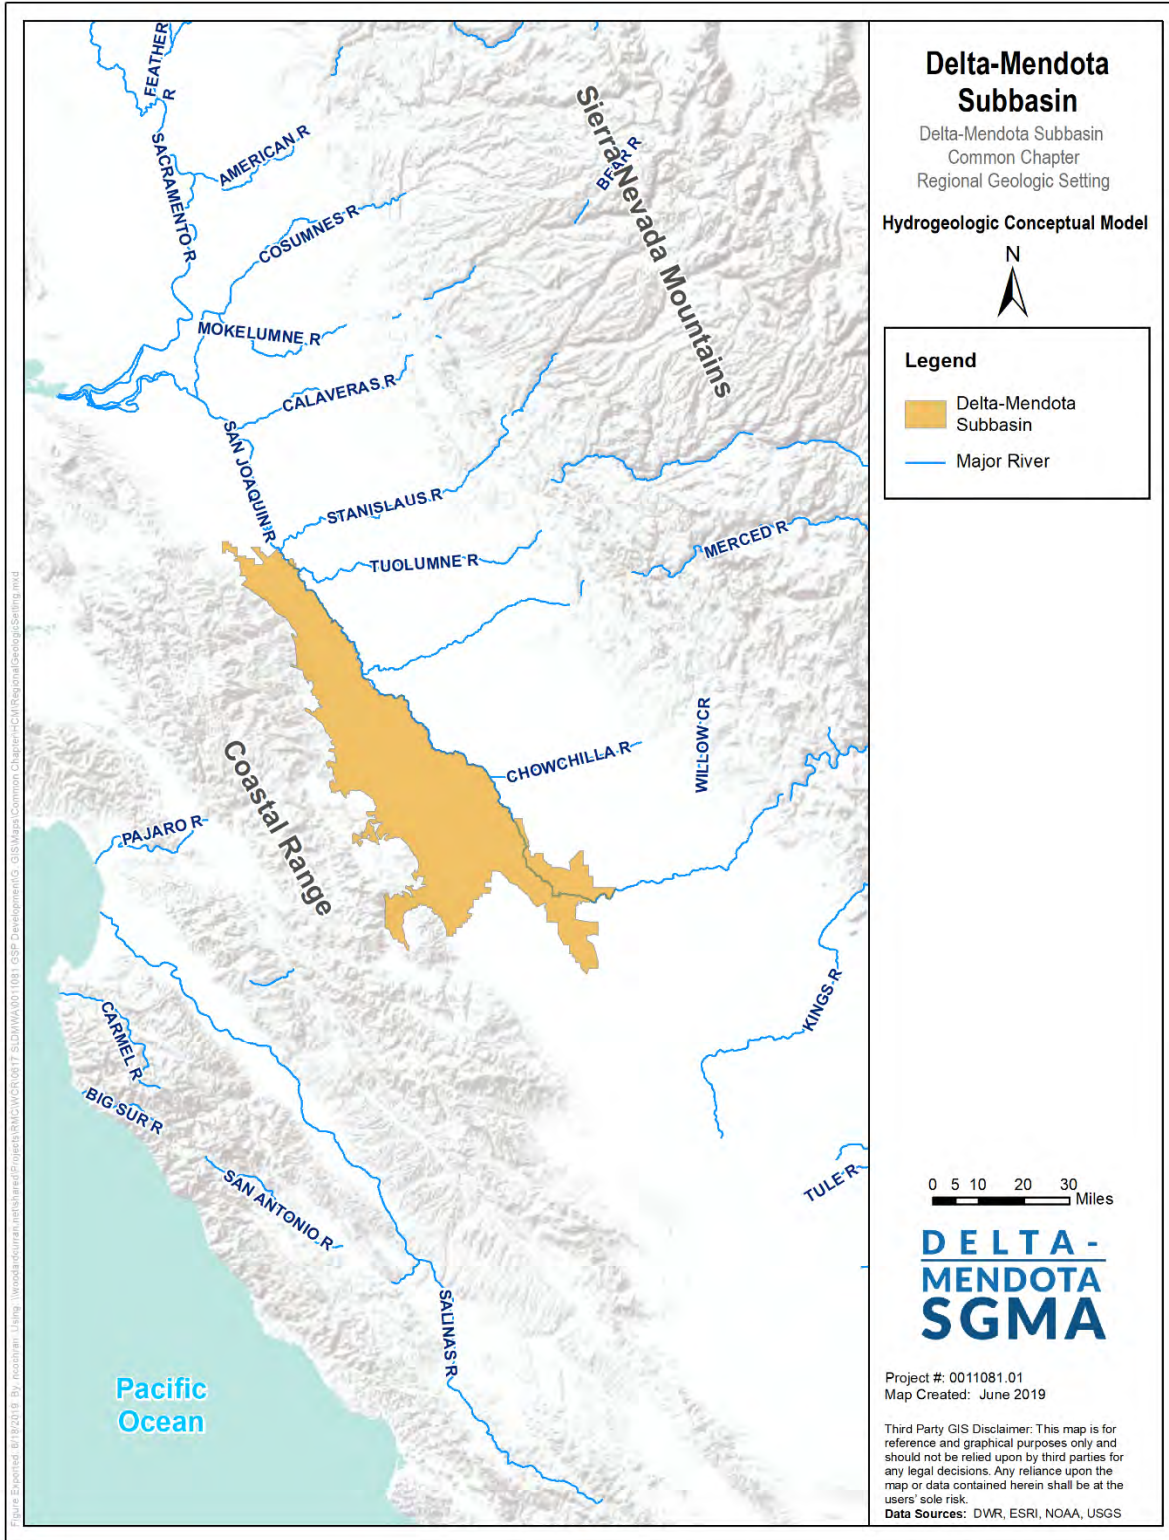 Delta-Mendota
Subbasin
Delta-Mendota Subbasin
Common Chapter
Regional Geologic Setting
Hydrogeologic Conceptual Model
N
Legend
Delta-Mendota
Subbasin
Major River
FEATHER
R
SACRAMENTO R
AMERICAN R
BEAR R
Sierra Nevada Mountains
COSUMNES R
MOKELUMNE R
CALAVERAS R
SAN JOAQUIN R
STANISLAUS R
TUOLUMNE R
MERCED R
WILLOW CR
CHOWCHILLA R
Coastal Range
PAJARO R
KINGS R
CARMEL R
BIG SUR R
SAN ANTONIO R
TULE R
SALINAS R
Pacific
Ocean
0 5 10 20 30
Miles
DELTA-
MENDOTA
SGMA
Project #: 0011081.01
Map Created: June 2019
Third Party GIS Disclaimer: This map is for
reference and graphical purposes only and
should not be relied upon by third parties for
any legal decisions. Any reliance upon the
map or data contained herein shall be at the
users' sole risk.
Data Sources: DWR, ESRI, NOAA, USGS